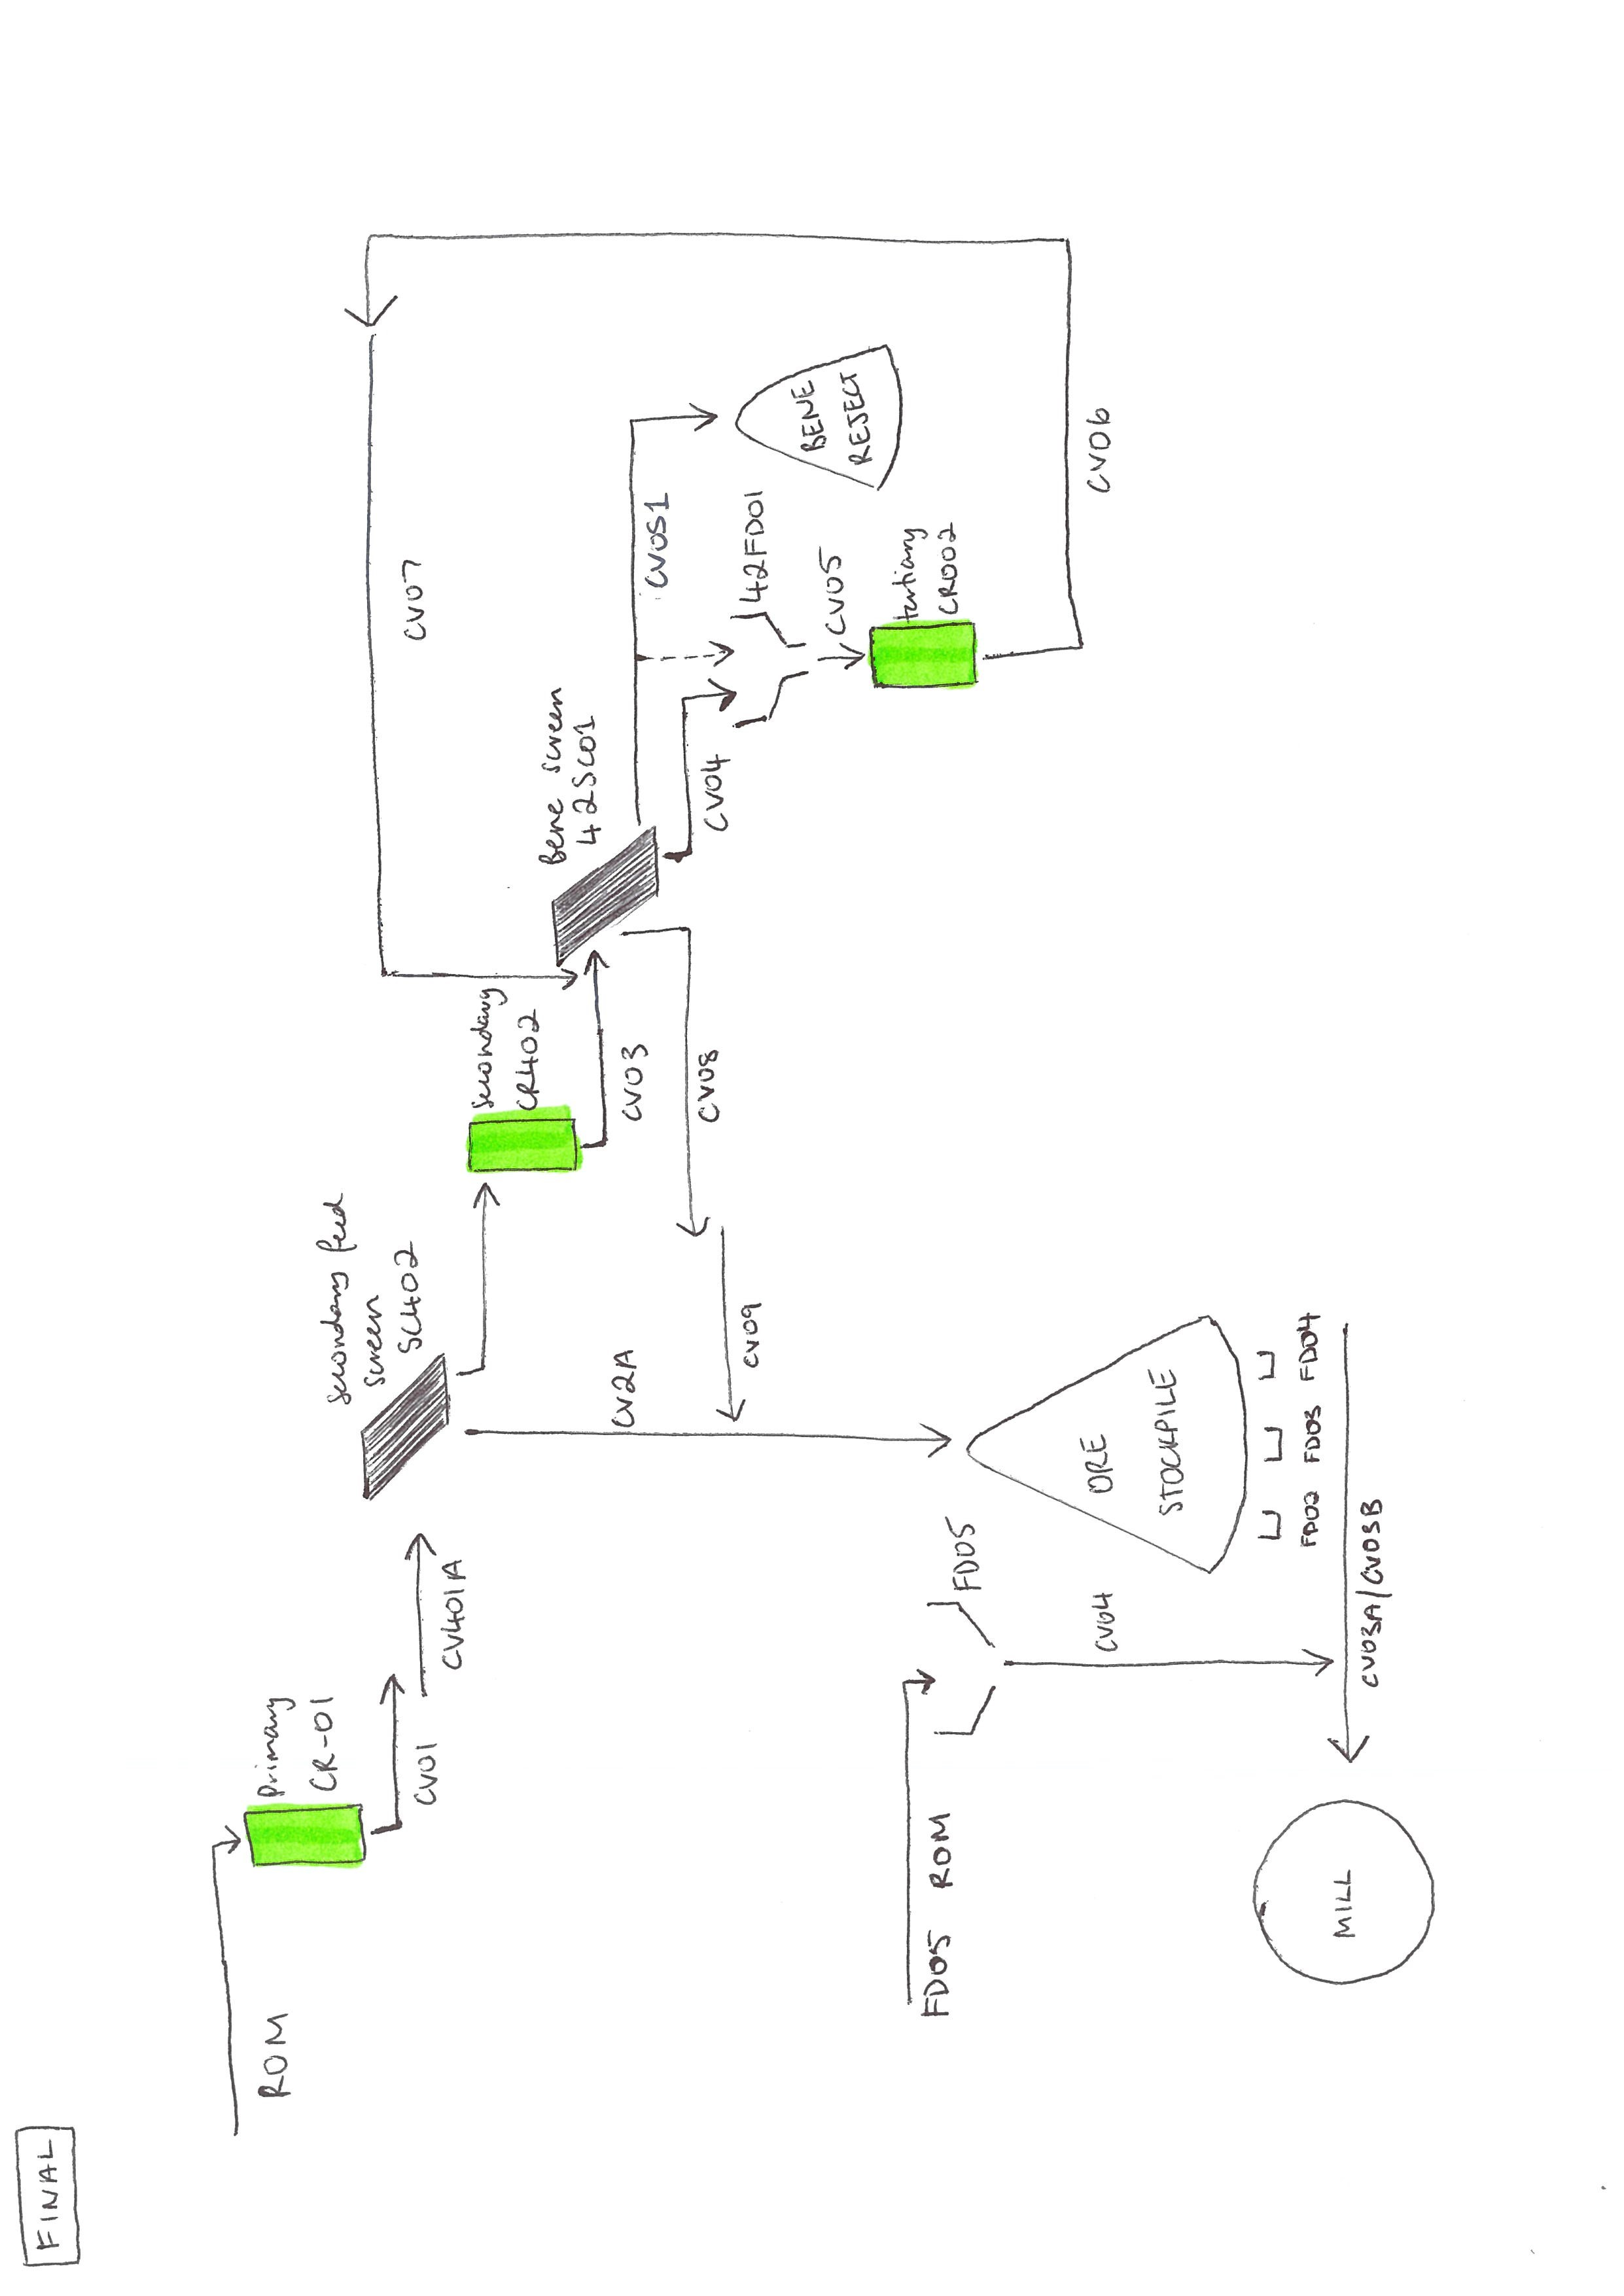 FINAL
ROM
primary
CR-01
CV01
CV401A
secondary feed
screen
SC402
secondary
CR402
CV03
Bene screen
42SC01
CV07
CV2A
CV08
CV09
CV04
CVOS1
42FD01
CV05
tertiary
CR002
CV06
BENE
REJECT
FD05 ROM
FD05
CV04
ORE
STOCKPILE
FD02 FD03 FD04
CV03A/CV03B
MILL